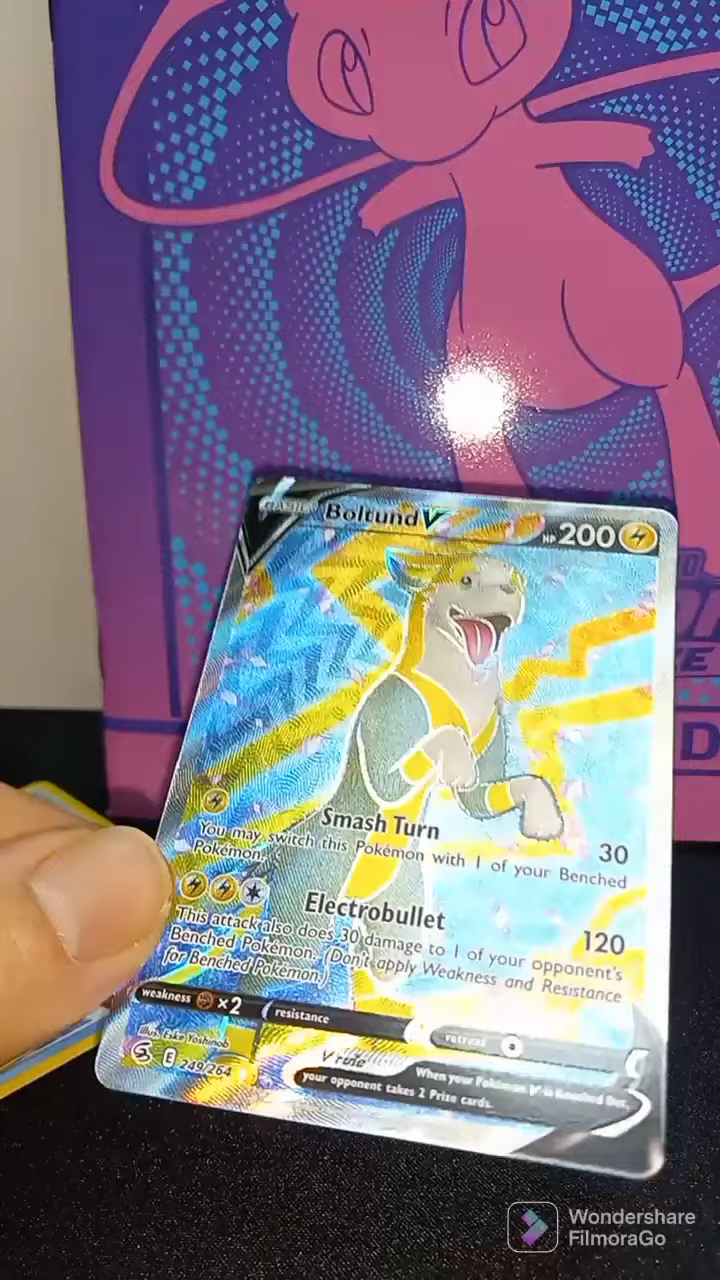 BASIC Boltund V HP 200
Smash Turn 30
You may switch this Pokémon with 1 of your Benched
Pokémon.
Electrobullet 120
This attack also does 30 damage to 1 of your opponent's
Benched Pokémon. (Don't apply Weakness and Resistance
for Benched Pokémon.)
weakness ×2 resistance retreat
Illus. Eske Yoshinob
E 249/264
V rule When your Pokémon V is Knocked Out,
your opponent takes 2 Prize cards.
D
Wondershare
FilmoraGo